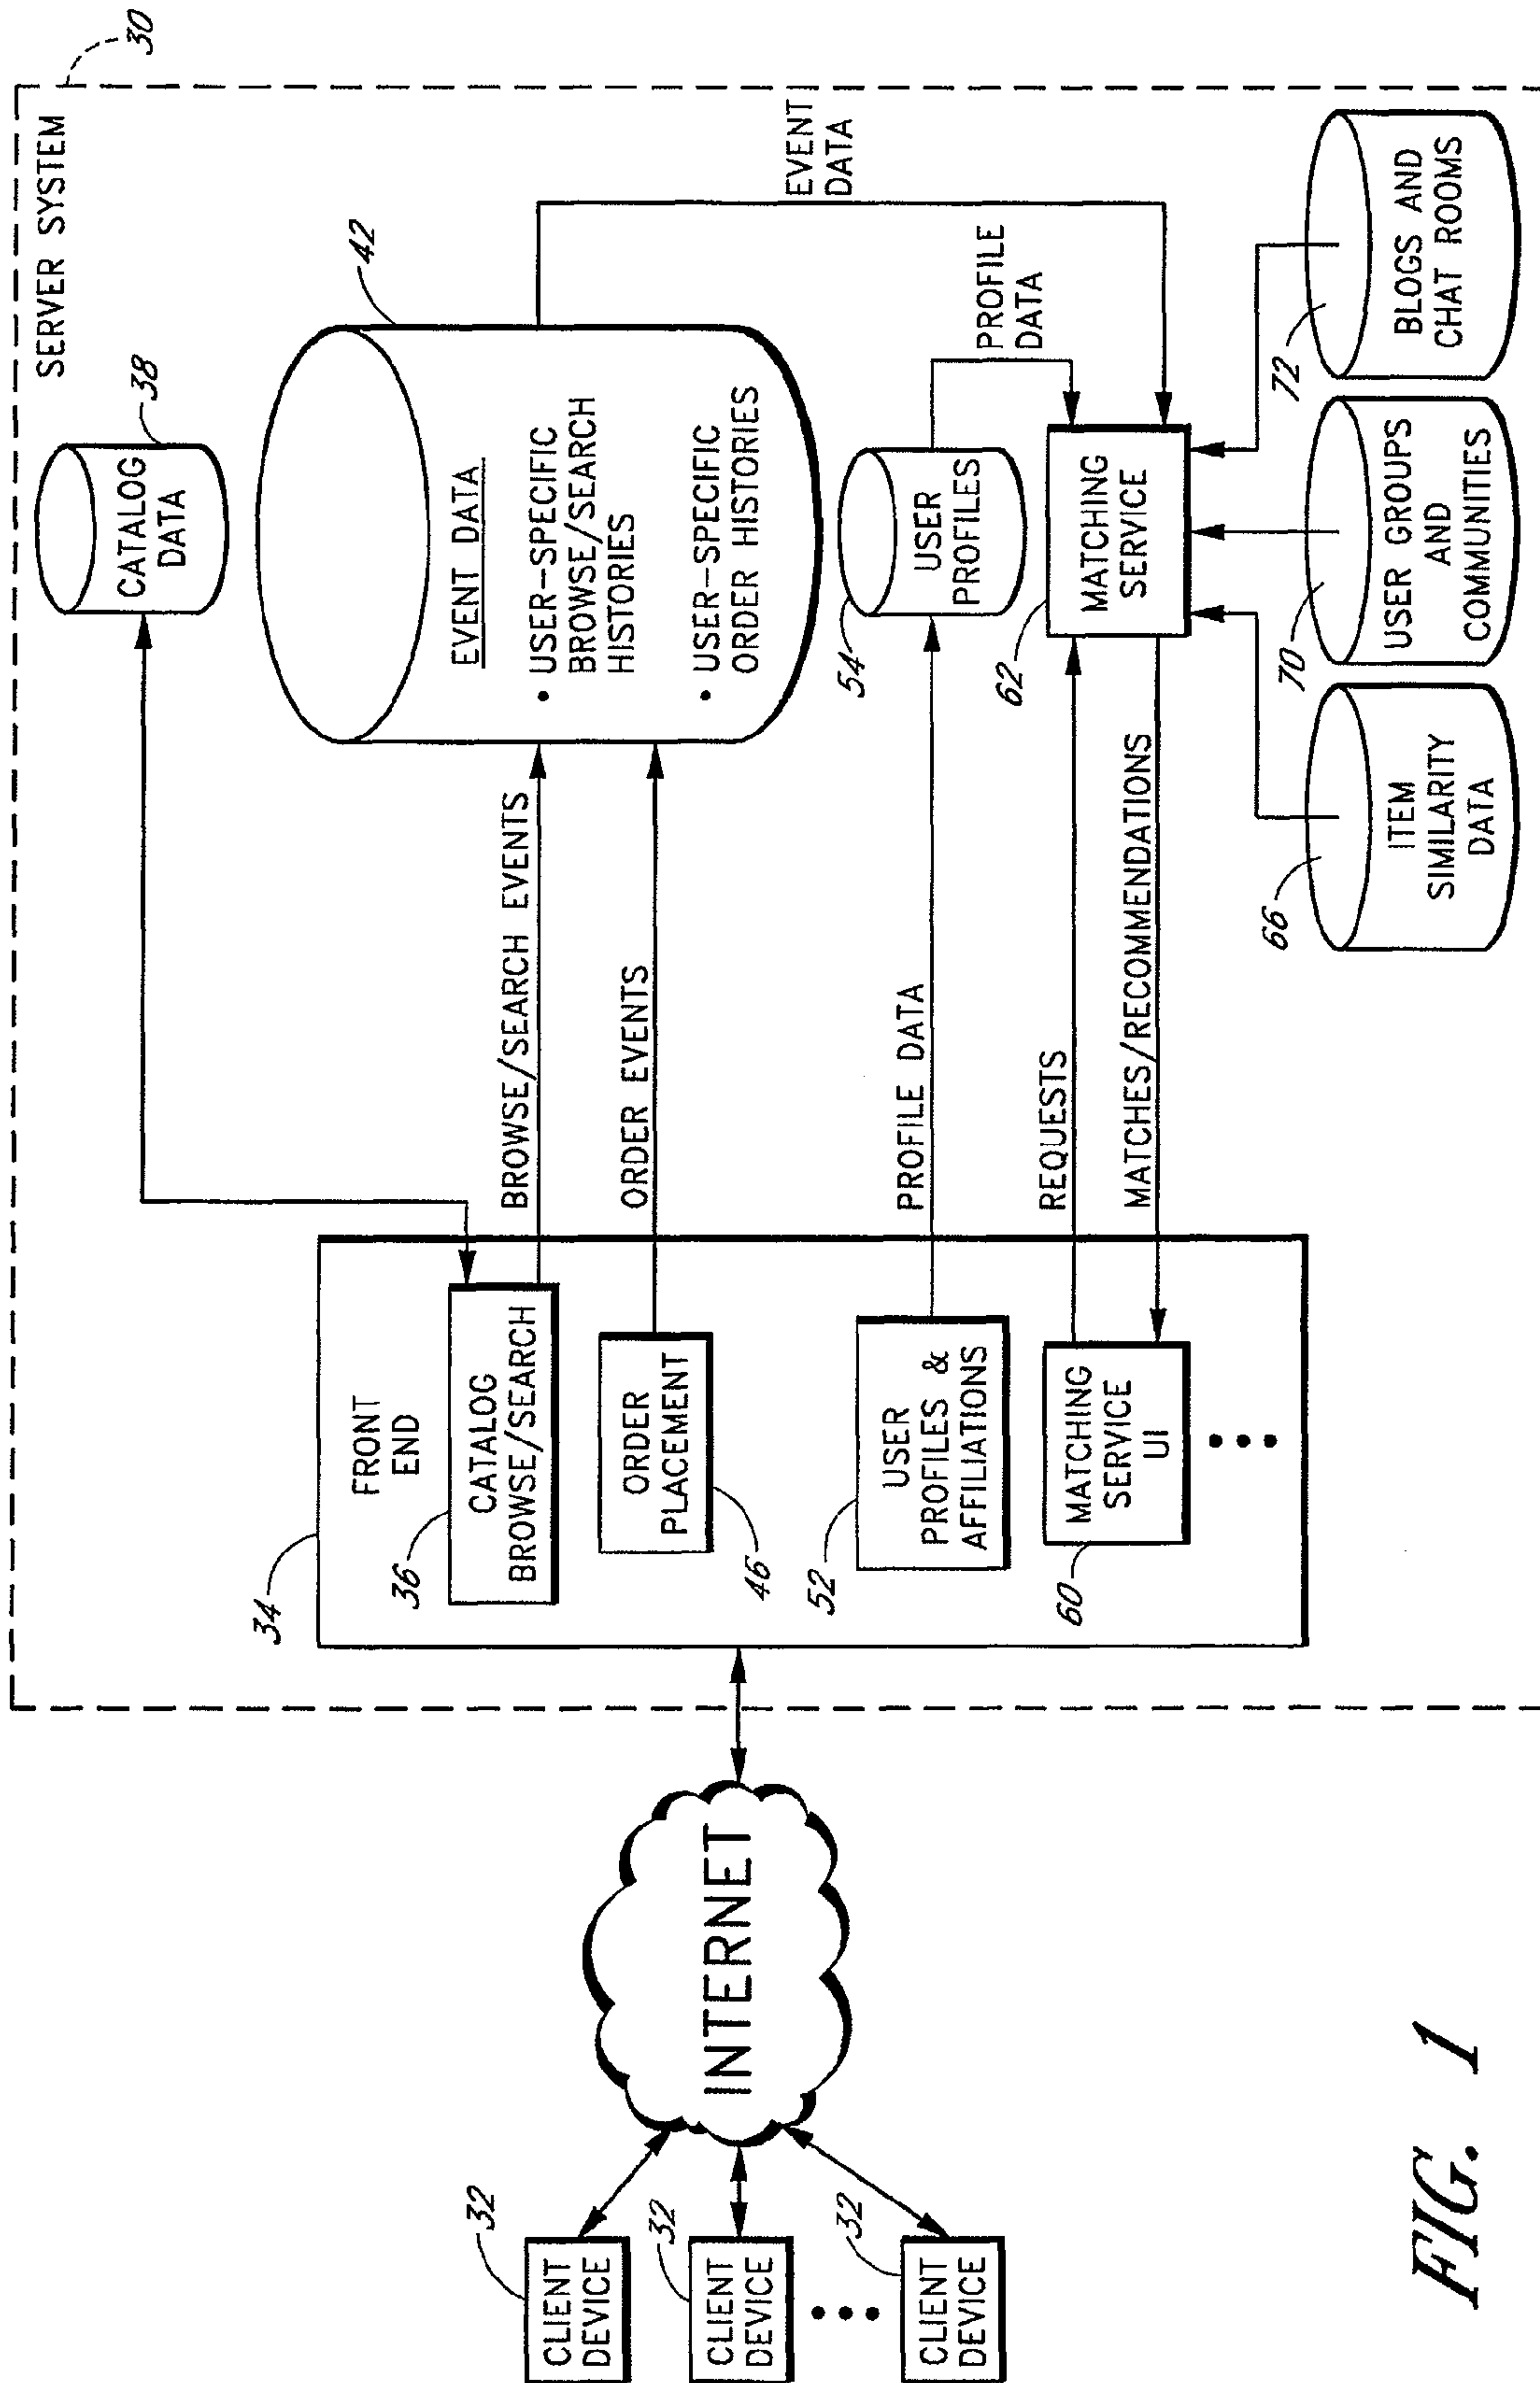 SERVER SYSTEM
30
CATALOG
DATA
38
42
EVENT DATA
• USER-SPECIFIC
BROWSE/SEARCH
HISTORIES
• USER-SPECIFIC
ORDER HISTORIES
EVENT
DATA
34
FRONT
END
36
CATALOG
BROWSE/SEARCH
BROWSE/SEARCH EVENTS
ORDER
PLACEMENT
46
ORDER EVENTS
52
USER
PROFILES &
AFFILIATIONS
PROFILE DATA
54
USER
PROFILES
PROFILE
DATA
60
MATCHING
SERVICE
UI
REQUESTS
MATCHES/RECOMMENDATIONS
62
MATCHING
SERVICE
66
ITEM
SIMILARITY
DATA
70
USER GROUPS
AND
COMMUNITIES
72
BLOGS AND
CHAT ROOMS
INTERNET
32
CLIENT
DEVICE
32
CLIENT
DEVICE
32
CLIENT
DEVICE
FIG. 1